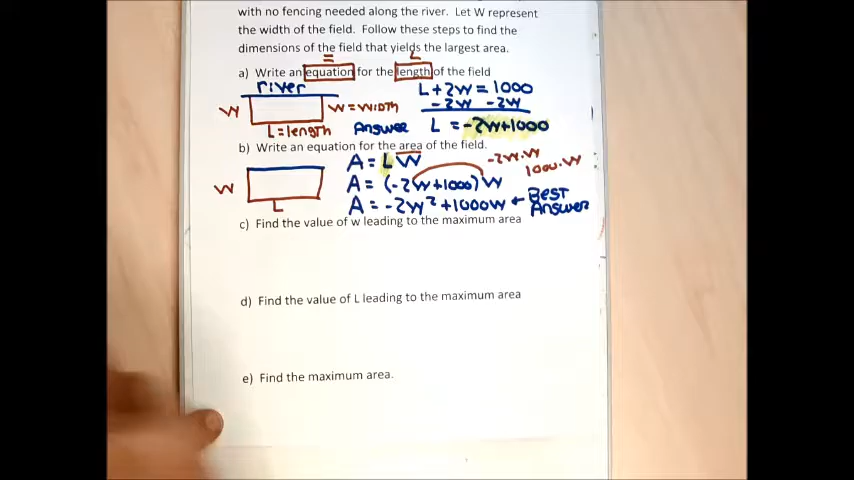 with no fencing needed along the river. Let W represent
the width of the field. Follow these steps to find the
dimensions of the field that yields the largest area.
= L
a) Write an equation for the length of the field
river
L + 2W = 1000
W W = WIDTH
-2W -2W
L = length Answer L = -2W+1000
b) Write an equation for the area of the field.
A = L W
-2W·W
1000·W
W
A = (-2W+1000)W
L
A = -2W² + 1000W ← BEST ANSWER
c) Find the value of w leading to the maximum area
d) Find the value of L leading to the maximum area
e) Find the maximum area.